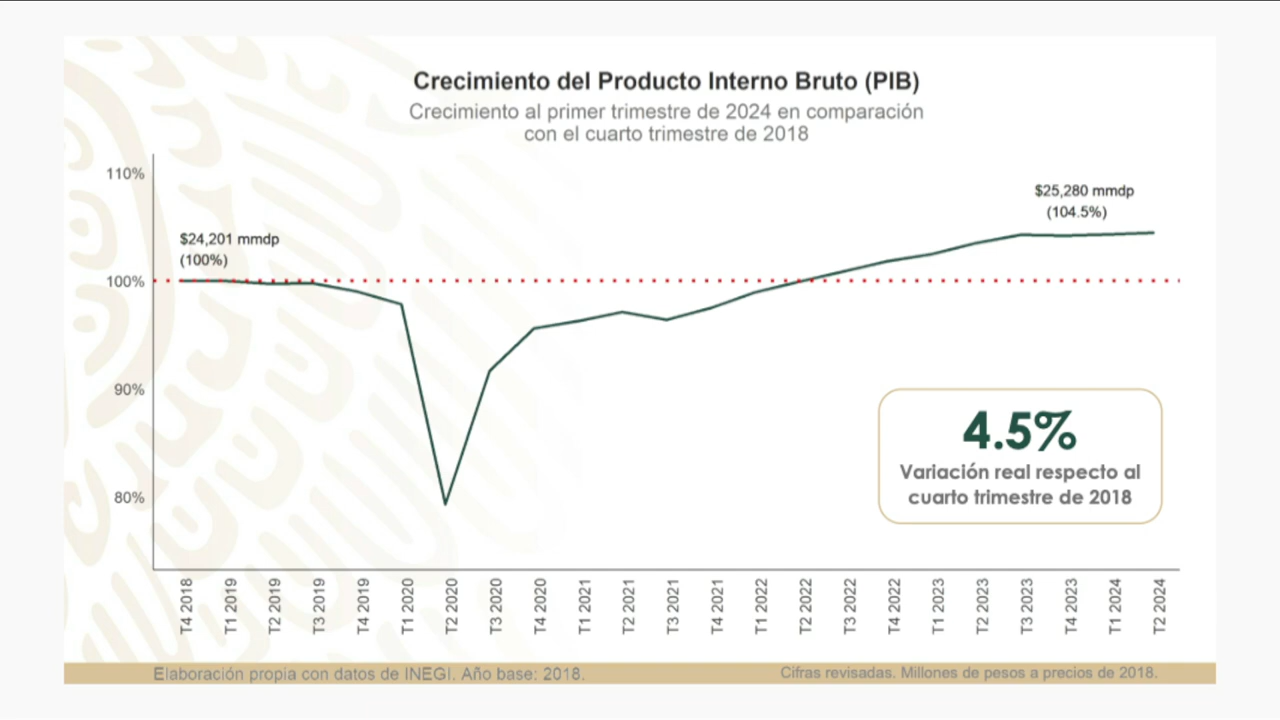 Crecimiento del Producto Interno Bruto (PIB)
Crecimiento al primer trimestre de 2024 en comparación
con el cuarto trimestre de 2018
110%
100%
90%
80%
$24,201 mmdp
(100%)
$25,280 mmdp
(104.5%)
4.5%
Variación real respecto al
cuarto trimestre de 2018
T4 2018
T1 2019
T2 2019
T3 2019
T4 2019
T1 2020
T2 2020
T3 2020
T4 2020
T1 2021
T2 2021
T3 2021
T4 2021
T1 2022
T2 2022
T3 2022
T4 2022
T1 2023
T2 2023
T3 2023
T4 2023
T1 2024
T2 2024
Elaboración propia con datos de INEGI. Año base: 2018.
Cifras revisadas. Millones de pesos a precios de 2018.